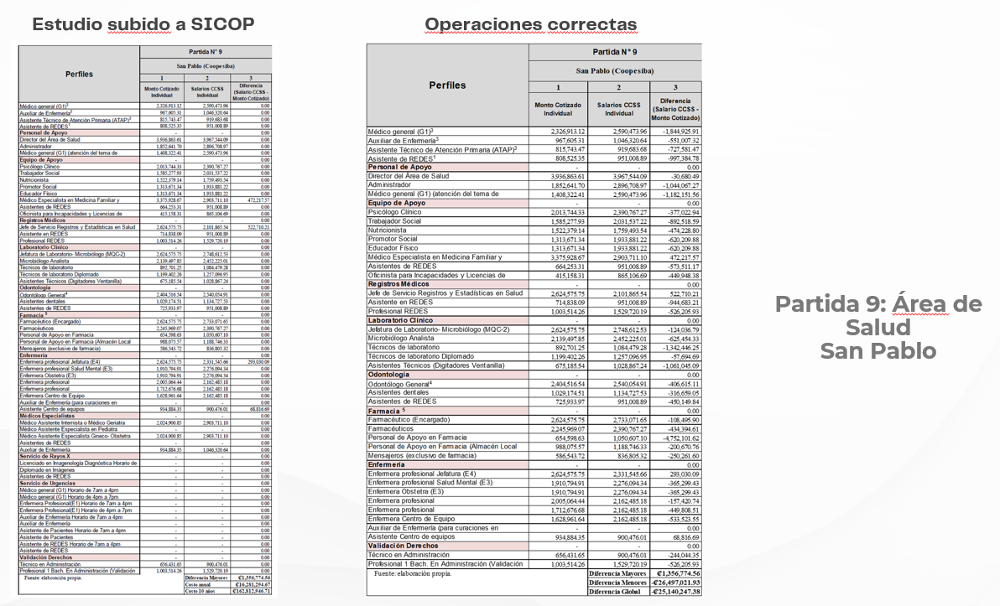 Estudio subido a SICOP
Partida N° 9
San Pablo (Coopesiba)
Perfiles
1 2 3
Monto Cotizado Individual Salarios CCSS Individual Diferencia (Salario CCSS - Monto Cotizado)
Médico general (G1)³ 2,326,913.12 2,590,473.96 0.00
Auxiliar de Enfermería³ 967,605.31 1,046,320.64 0.00
Asistente Técnico de Atención Primaria (ATAP)³ 815,743.47 919,683.68 0.00
Asistente de REDES¹ 808,525.35 951,008.89 0.00
Personal de Apoyo - - 0.00
Director del Área de Salud 3,936,863.61 3,967,544.09 0.00
Administrador 1,852,641.70 2,896,708.97 0.00
Médico general (G1) (atención del tema de 1,408,322.41 2,590,473.96 0.00
Equipo de Apoyo - - 0.00
Psicólogo Clínico 2,013,744.33 2,390,767.27 0.00
Trabajador Social 1,585,277.93 2,031,537.22 0.00
Nutricionista 1,522,379.14 1,759,493.54 0.00
Promotor Social 1,313,671.34 1,933,881.22 0.00
Educador Físico 1,313,671.34 1,933,881.22 0.00
Médico Especialista en Medicina Familiar y 3,375,928.67 2,903,711.10 472,217.57
Asistentes de REDES 664,253.31 951,008.89 0.00
Oficinista para Incapacidades y Licencias de 415,158.31 865,106.69 0.00
Registros Médicos - - 0.00
Jefe de Servicio Registros y Estadísticas en Salud 2,624,575.75 2,101,865.54 522,710.21
Asistente en REDES 714,838.09 951,008.89 0.00
Profesional REDES 1,003,514.26 1,529,720.19 0.00
Laboratorio Clínico - - 0.00
Jefatura de Laboratorio- Microbiólogo (MQC-2) 2,624,575.75 2,748,612.53 0.00
Microbiólogo Analista 2,139,497.85 2,452,225.01 0.00
Técnicos de laboratorio 892,701.25 1,084,479.28 0.00
Técnicos de laboratorio Diplomado 1,199,402.26 1,257,096.95 0.00
Asistentes Técnicos (Digitadores Ventanilla) 675,185.54 1,028,867.24 0.00
Odontología - - 0.00
Odontólogo General⁴ 2,404,516.54 2,540,054.91 0.00
Asistentes dentales 1,029,174.51 1,134,727.53 0.00
Asistentes de REDES 725,933.97 951,008.89 0.00
Farmacia ⁵ - - 0.00
Farmacéutico (Encargado) 2,624,575.75 2,733,071.65 0.00
Farmacéuticos 2,245,969.07 2,390,767.27 0.00
Personal de Apoyo en Farmacia 654,598.63 1,050,607.10 0.00
Personal de Apoyo en Farmacia (Almacén Local 988,075.57 1,188,746.33 0.00
Mensajeros (exclusivo de farmacia) 586,543.72 836,805.32 0.00
Enfermería - - 0.00
Enfermera profesional Jefatura (E4) 2,624,575.75 2,331,545.66 293,030.09
Enfermera profesional Salud Mental (E3) 1,910,794.91 2,276,094.34 0.00
Enfermera Obstetra (E3) 1,910,794.91 2,276,094.34 0.00
Enfermera profesional 2,005,064.44 2,162,485.18 0.00
Enfermera profesional 1,712,676.68 2,162,485.18 0.00
Enfermera Centro de Equipo 1,628,961.64 2,162,485.18 0.00
Auxiliar de Enfermería (para curaciones en - - 0.00
Asistente Centro de equipos 934,884.35 900,476.01 68,816.69
Médicos Especialistas - - 0.00
Médico Asistente Internista o Médico Geriatra 2,024,900.85 2,903,711.10 0.00
Médico Asistente Especialista en Pediatra - - 0.00
Médico Asistente Especialista Gineco- Obstetra 2,024,900.85 2,903,711.10 0.00
Asistentes de REDES - - 0.00
Auxiliar de Enfermería 934,884.35 1,046,320.64 0.00
Servicio de Rayos X - - 0.00
Licenciado en Imagenología Diagnóstica Horario de - - 0.00
Diplomado en Imágenes - - 0.00
Asistentes de REDES - - 0.00
Servicio de Urgencias - - 0.00
Médico general (G1) Horario de 7am a 4pm - - 0.00
Médico general (G1) Horario de 4pm a 7pm - - 0.00
Enfermera Profesional(E1) Horario de 7am a 4pm - - 0.00
Enfermera Profesional(E1) Horario de 4pm a 7pm - - 0.00
Auxiliar de Enfermería Horario de 7am a 4pm - - 0.00
Auxiliar de Enfermería - - 0.00
Asistente de Pacientes Horario de 7am a 4pm - - 0.00
Asistente de Pacientes - - 0.00
Asistente de REDES Horario de 7am a 4pm - - 0.00
Asistente de REDES - - 0.00
Validación Derechos - - 0.00
Técnico en Administración 656,431.65 900,476.01 0.00
Profesional 1 Bach. En Administración (Validación 1,003,514.26 1,529,720.19 0.00
Fuente: elaboración propia. Diferencia Mayores ₡1,356,774.56
Costo anual ₡16,281,294.67
Costo 10 años ₡162,812,946.71
Operaciones correctas
Partida N° 9
San Pablo (Coopesiba)
Perfiles
1 2 3
Monto Cotizado Individual Salarios CCSS Individual Diferencia (Salario CCSS - Monto Cotizado)
Médico general (G1)³ 2,326,913.12 2,590,473.96 -1,844,925.91
Auxiliar de Enfermería³ 967,605.31 1,046,320.64 -551,007.32
Asistente Técnico de Atención Primaria (ATAP)³ 815,743.47 919,683.68 -727,581.47
Asistente de REDES¹ 808,525.35 951,008.89 -997,384.78
Personal de Apoyo - - 0.00
Director del Área de Salud 3,936,863.61 3,967,544.09 -30,680.49
Administrador 1,852,641.70 2,896,708.97 -1,044,067.27
Médico general (G1) (atención del tema de 1,408,322.41 2,590,473.96 -1,182,151.56
Equipo de Apoyo - - 0.00
Psicólogo Clínico 2,013,744.33 2,390,767.27 -377,022.94
Trabajador Social 1,585,277.93 2,031,537.22 -892,518.59
Nutricionista 1,522,379.14 1,759,493.54 -474,228.80
Promotor Social 1,313,671.34 1,933,881.22 -620,209.88
Educador Físico 1,313,671.34 1,933,881.22 -620,209.88
Médico Especialista en Medicina Familiar y 3,375,928.67 2,903,711.10 472,217.57
Asistentes de REDES 664,253.31 951,008.89 -573,511.17
Oficinista para Incapacidades y Licencias de 415,158.31 865,106.69 -449,948.38
Registros Médicos - - 0.00
Jefe de Servicio Registros y Estadísticas en Salud 2,624,575.75 2,101,865.54 522,710.21
Asistente en REDES 714,838.09 951,008.89 -944,683.21
Profesional REDES 1,003,514.26 1,529,720.19 -526,205.93
Laboratorio Clínico - - 0.00
Jefatura de Laboratorio- Microbiólogo (MQC-2) 2,624,575.75 2,748,612.53 -124,036.79
Microbiólogo Analista 2,139,497.85 2,452,225.01 -625,454.33
Técnicos de laboratorio 892,701.25 1,084,479.28 -1,342,446.25
Técnicos de laboratorio Diplomado 1,199,402.26 1,257,096.95 -57,694.69
Asistentes Técnicos (Digitadores Ventanilla) 675,185.54 1,028,867.24 -1,061,045.09
Odontología - - 0.00
Odontólogo General⁴ 2,404,516.54 2,540,054.91 -406,615.11
Asistentes dentales 1,029,174.51 1,134,727.53 -316,659.05
Asistentes de REDES 725,933.97 951,008.89 -450,149.84
Farmacia ⁵ - - 0.00
Farmacéutico (Encargado) 2,624,575.75 2,733,071.65 -108,495.90
Farmacéuticos 2,245,969.07 2,390,767.27 -434,394.61
Personal de Apoyo en Farmacia 654,598.63 1,050,607.10 -4,752,101.62
Personal de Apoyo en Farmacia (Almacén Local 988,075.57 1,188,746.33 -200,670.76
Mensajeros (exclusivo de farmacia) 586,543.72 836,805.32 -250,261.60
Enfermería - - 0.00
Enfermera profesional Jefatura (E4) 2,624,575.75 2,331,545.66 293,030.09
Enfermera profesional Salud Mental (E3) 1,910,794.91 2,276,094.34 -365,299.43
Enfermera Obstetra (E3) 1,910,794.91 2,276,094.34 -365,299.43
Enfermera profesional 2,005,064.44 2,162,485.18 -157,420.74
Enfermera profesional 1,712,676.68 2,162,485.18 -449,808.51
Enfermera Centro de Equipo 1,628,961.64 2,162,485.18 -533,523.55
Auxiliar de Enfermería (para curaciones en - - 0.00
Asistente Centro de equipos 934,884.35 900,476.01 68,816.69
Validación Derechos - - 0.00
Técnico en Administración 656,431.65 900,476.01 -244,044.35
Profesional 1 Bach. En Administración (Validación 1,003,514.26 1,529,720.19 -526,205.93
Fuente: elaboración propia. Diferencia Mayores ₡1,356,774.56
Diferencia Menores -₡26,497,021.93
Diferencia Global -₡25,140,247.38
Partida 9: Área de
Salud
San Pablo